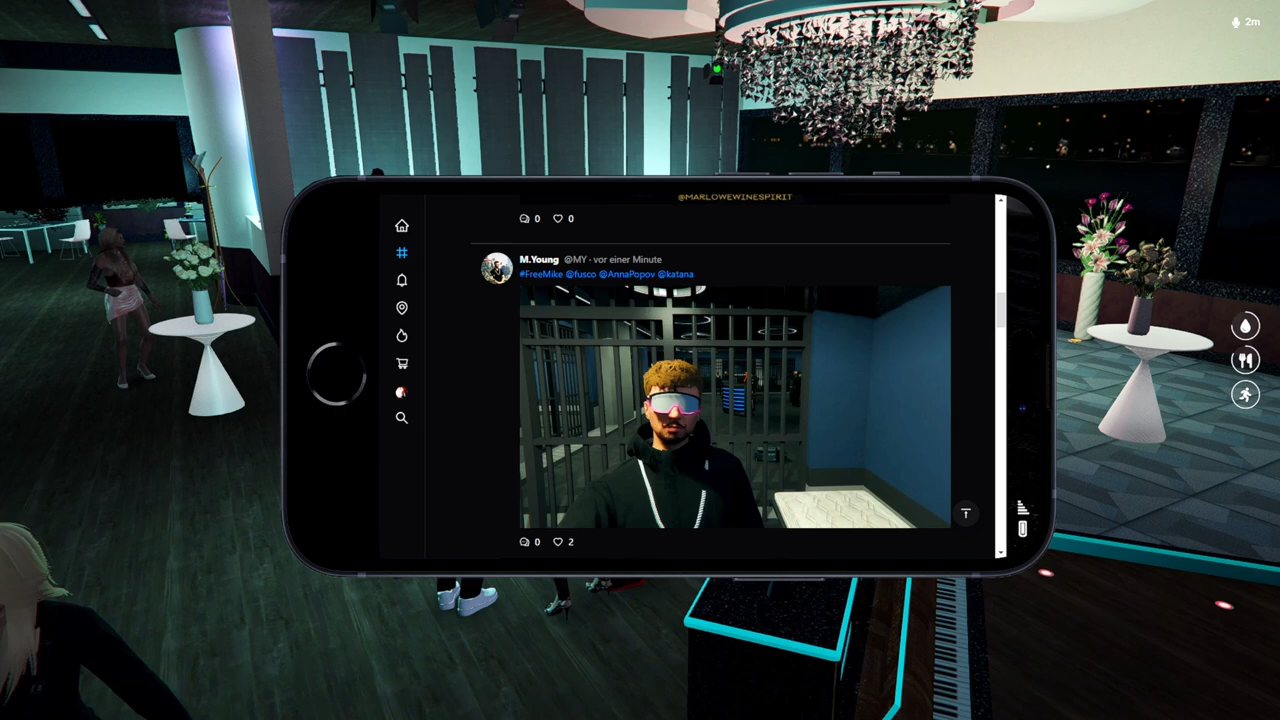 2m
@MARLOWEWINESPIRIT
0 0
M.Young @MY · vor einer Minute
#FreeMike @fusco @AnnaPopov @katana
0 2